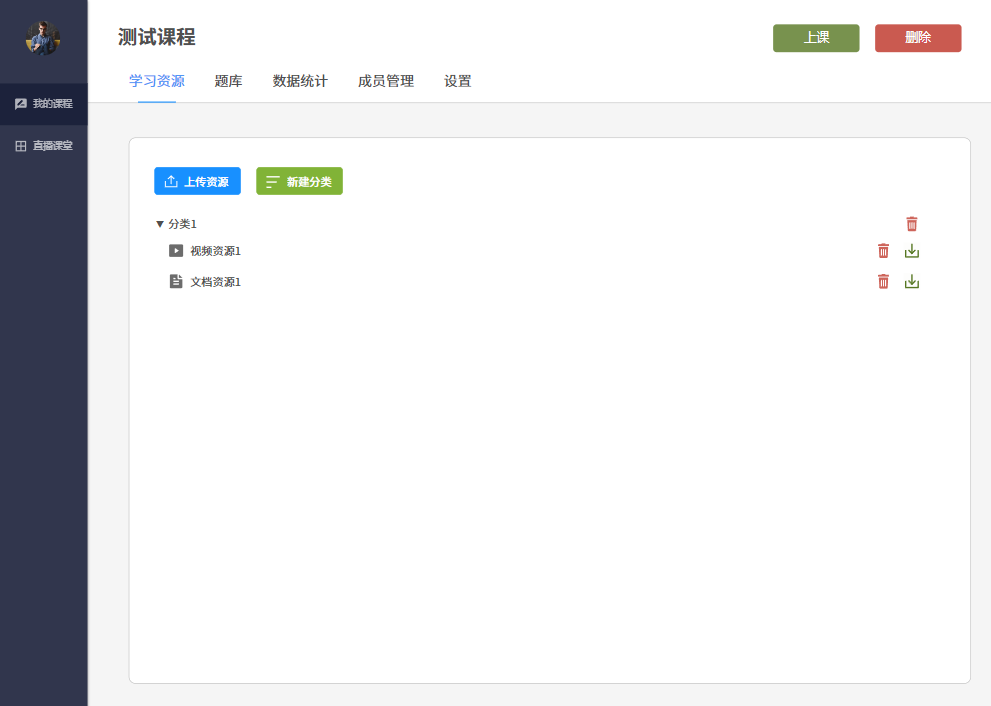 测试课程
上课
删除
学习资源
题库
数据统计
成员管理
设置
我的课程
直播课堂
上传资源
新建分类
分类1
视频资源1
文档资源1